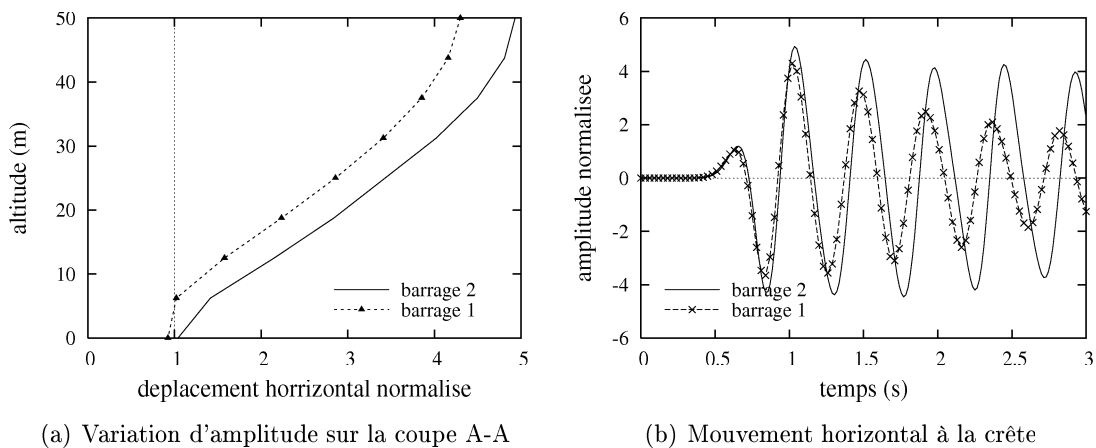 50
40
30
20
10
0
altitude (m)
barrage 2
barrage 1
0 1 2 3 4 5
deplacement horrizontal normalise
(a) Variation d'amplitude sur la coupe A-A
6
4
2
0
-2
-4
-6
amplitude normalisee
barrage 2
barrage 1
0 0.5 1 1.5 2 2.5 3
temps (s)
(b) Mouvement horizontal à la crête